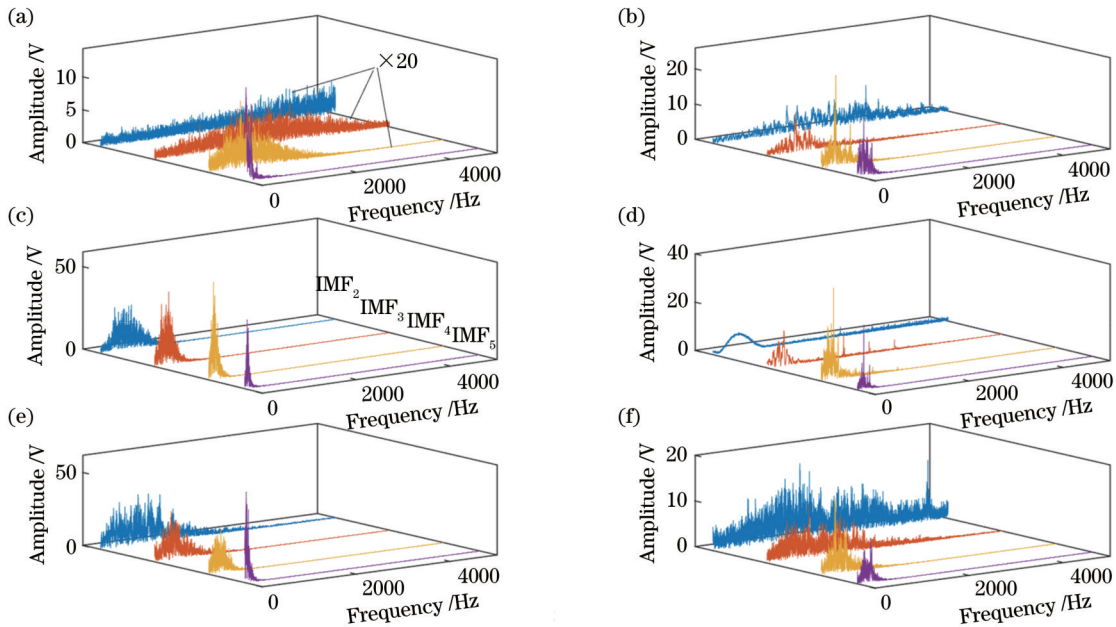 (a)
Amplitude /V
10
5
0
×20
0
2000
4000
Frequency /Hz
(b)
Amplitude /V
20
10
0
0
2000
4000
Frequency /Hz
(c)
Amplitude /V
50
0
IMF₂
IMF₃
IMF₄
IMF₅
0
2000
4000
Frequency /Hz
(d)
Amplitude /V
40
20
0
0
2000
4000
Frequency /Hz
(e)
Amplitude /V
50
0
0
2000
4000
Frequency /Hz
(f)
Amplitude /V
20
10
0
0
2000
4000
Frequency /Hz